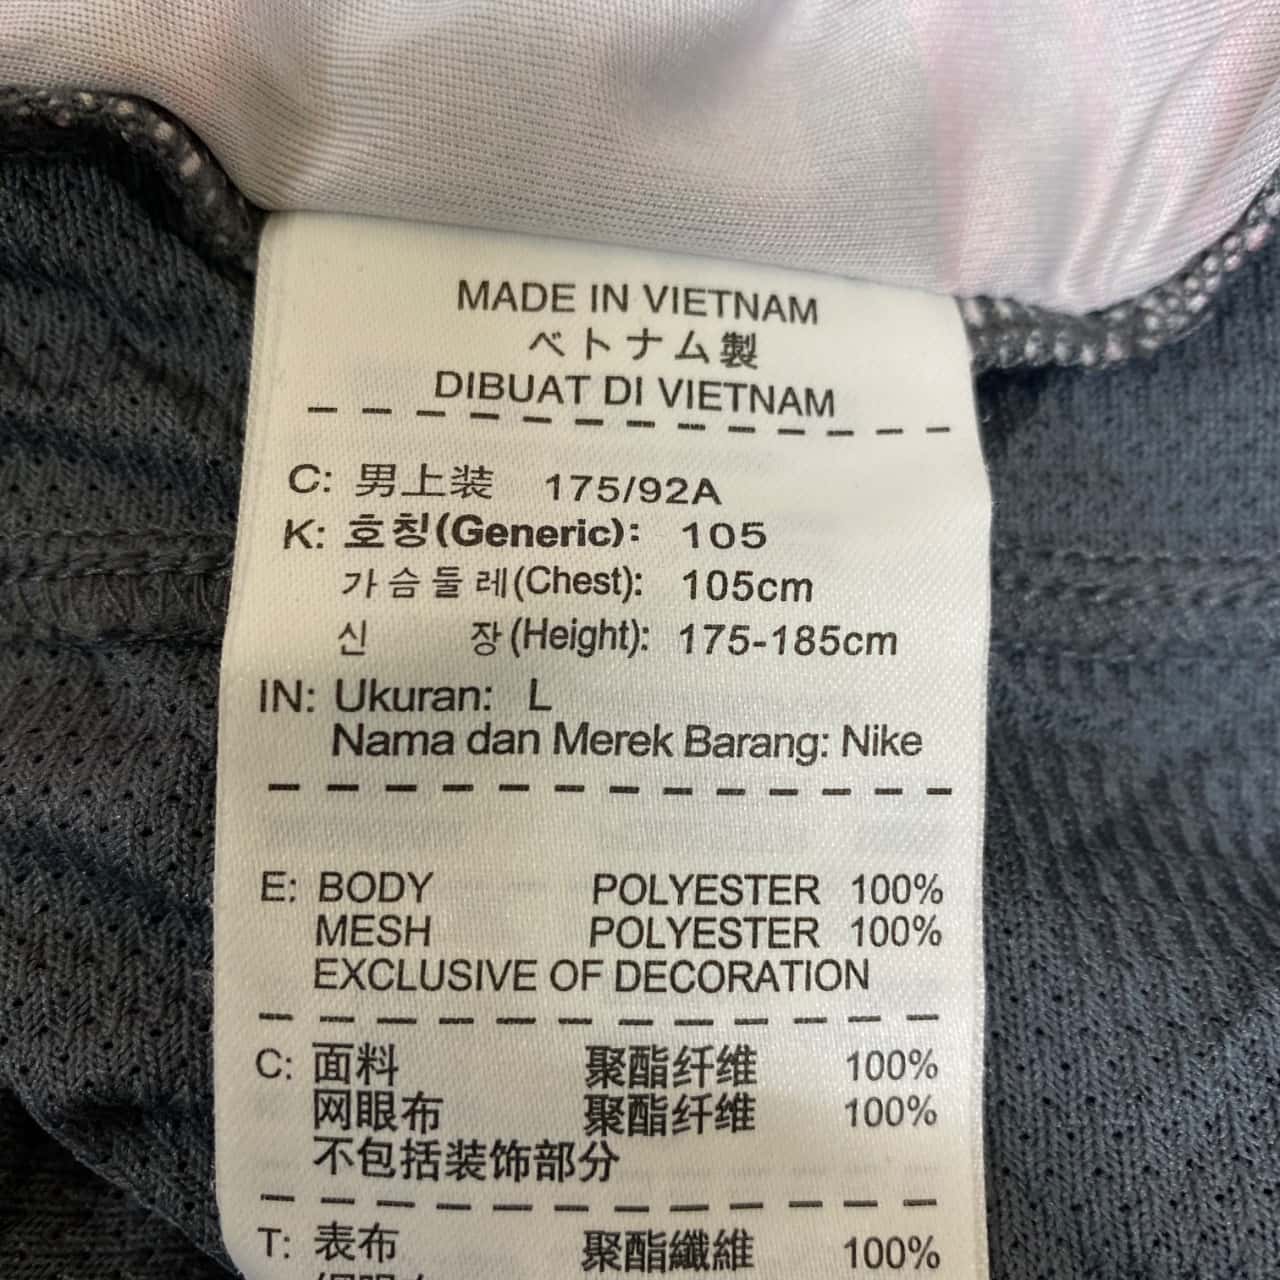 MADE IN VIETNAM
ベトナム製
DIBUAT DI VIETNAM
C: 男上装 175/92A
K: 호칭(Generic): 105
가슴둘레(Chest): 105cm
신 장(Height): 175-185cm
IN: Ukuran: L
Nama dan Merek Barang: Nike
E: BODY POLYESTER 100%
MESH POLYESTER 100%
EXCLUSIVE OF DECORATION
C: 面料 聚酯纤维 100%
网眼布 聚酯纤维 100%
不包括装饰部分
T: 表布 聚酯纖維 100%